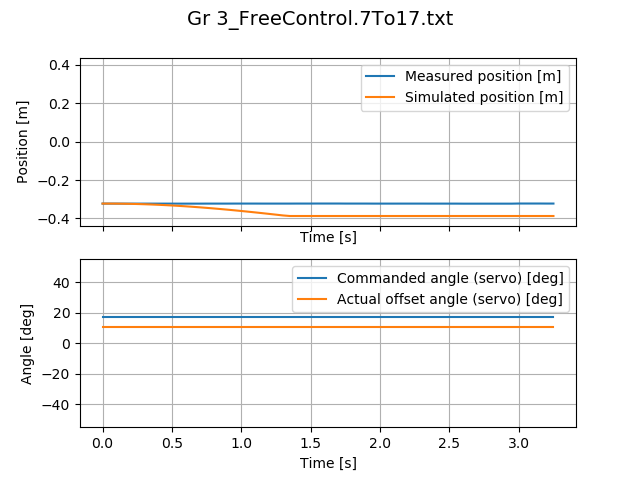 Gr 3_FreeControl.7To17.txt
Position [m]
0.4
0.2
0.0
−0.2
−0.4
Measured position [m]
Simulated position [m]
Time [s]
Angle [deg]
40
20
0
−20
−40
Commanded angle (servo) [deg]
Actual offset angle (servo) [deg]
0.0 0.5 1.0 1.5 2.0 2.5 3.0
Time [s]